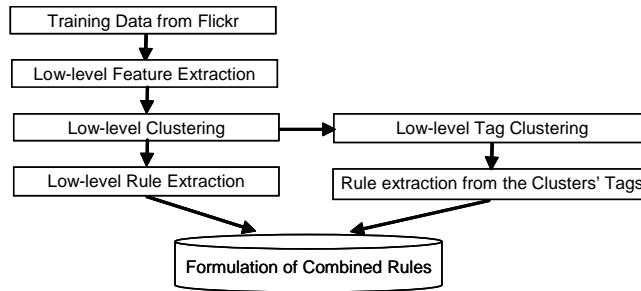 Training Data from Flickr
Low-level Feature Extraction
Low-level Clustering
Low-level Tag Clustering
Low-level Rule Extraction
Rule extraction from the Clusters' Tags
Formulation of Combined Rules